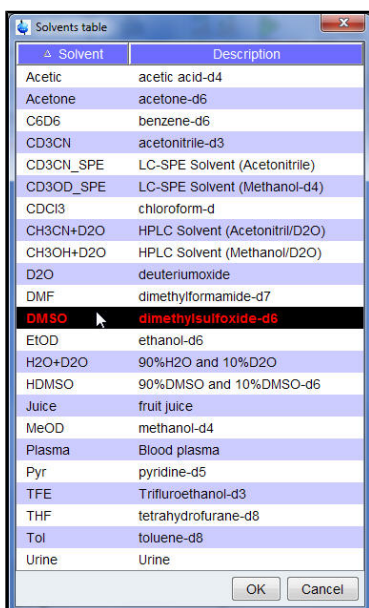 Solvents table
Solvent Description
Acetic acetic acid-d4
Acetone acetone-d6
C6D6 benzene-d6
CD3CN acetonitrile-d3
CD3CN_SPE LC-SPE Solvent (Acetonitrile)
CD3OD_SPE LC-SPE Solvent (Methanol-d4)
CDCl3 chloroform-d
CH3CN+D2O HPLC Solvent (Acetonitril/D2O)
CH3OH+D2O HPLC Solvent (Methanol/D2O)
D2O deuteriumoxide
DMF dimethylformamide-d7
DMSO dimethylsulfoxide-d6
EtOD ethanol-d6
H2O+D2O 90%H2O and 10%D2O
HDMSO 90%DMSO and 10%DMSO-d6
Juice fruit juice
MeOD methanol-d4
Plasma Blood plasma
Pyr pyridine-d5
TFE Trifluroethanol-d3
THF tetrahydrofurane-d8
Tol toluene-d8
Urine Urine
OK Cancel